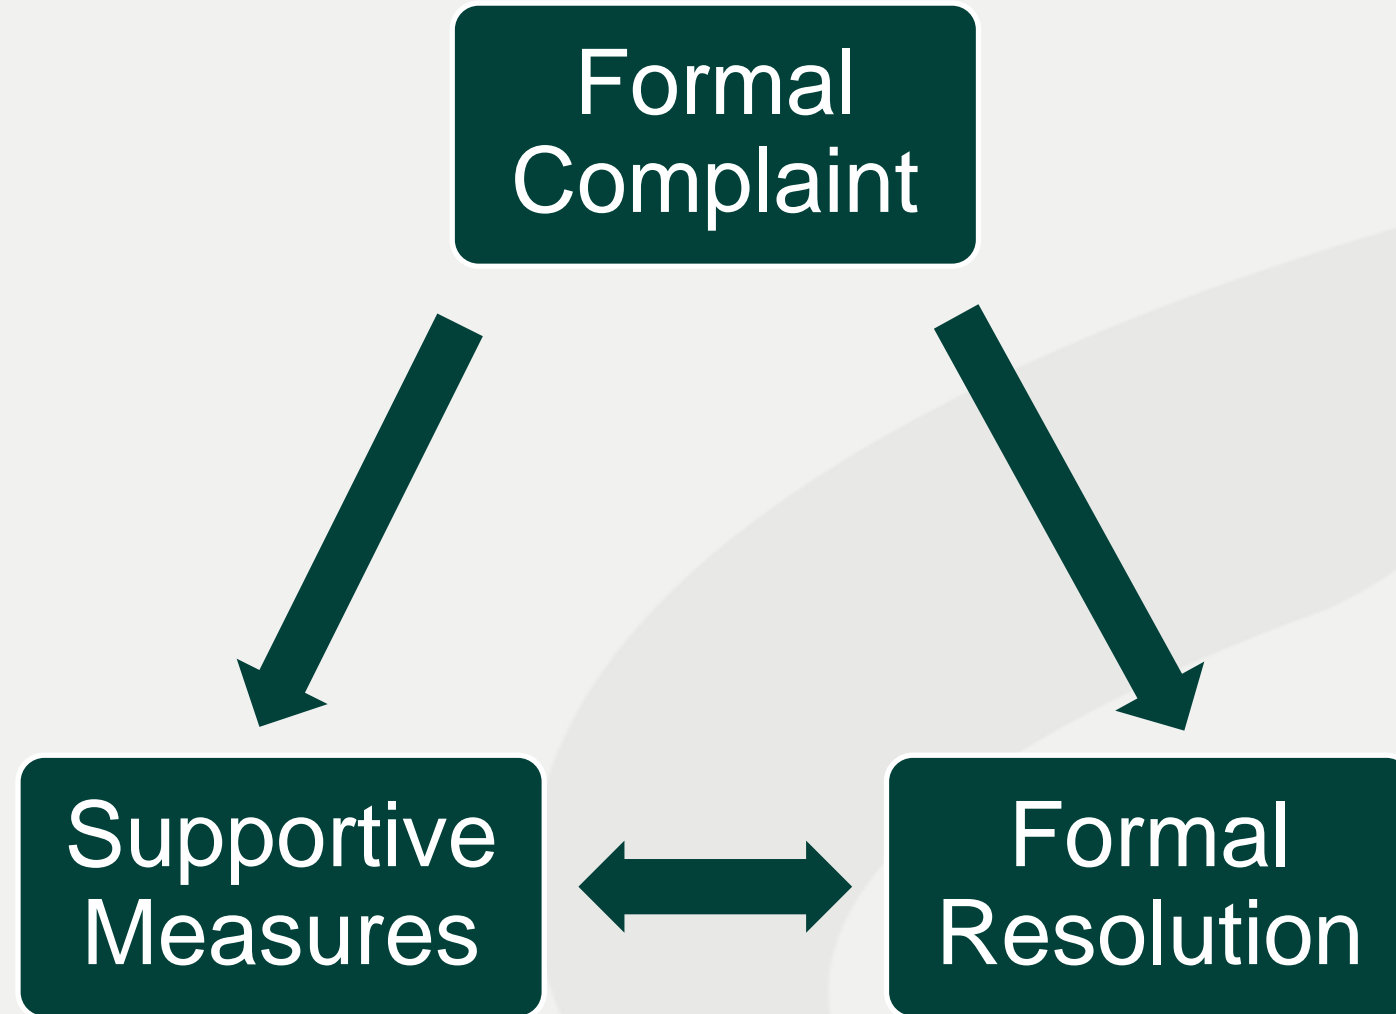 Formal
Complaint
Supportive
Measures
Formal
Resolution